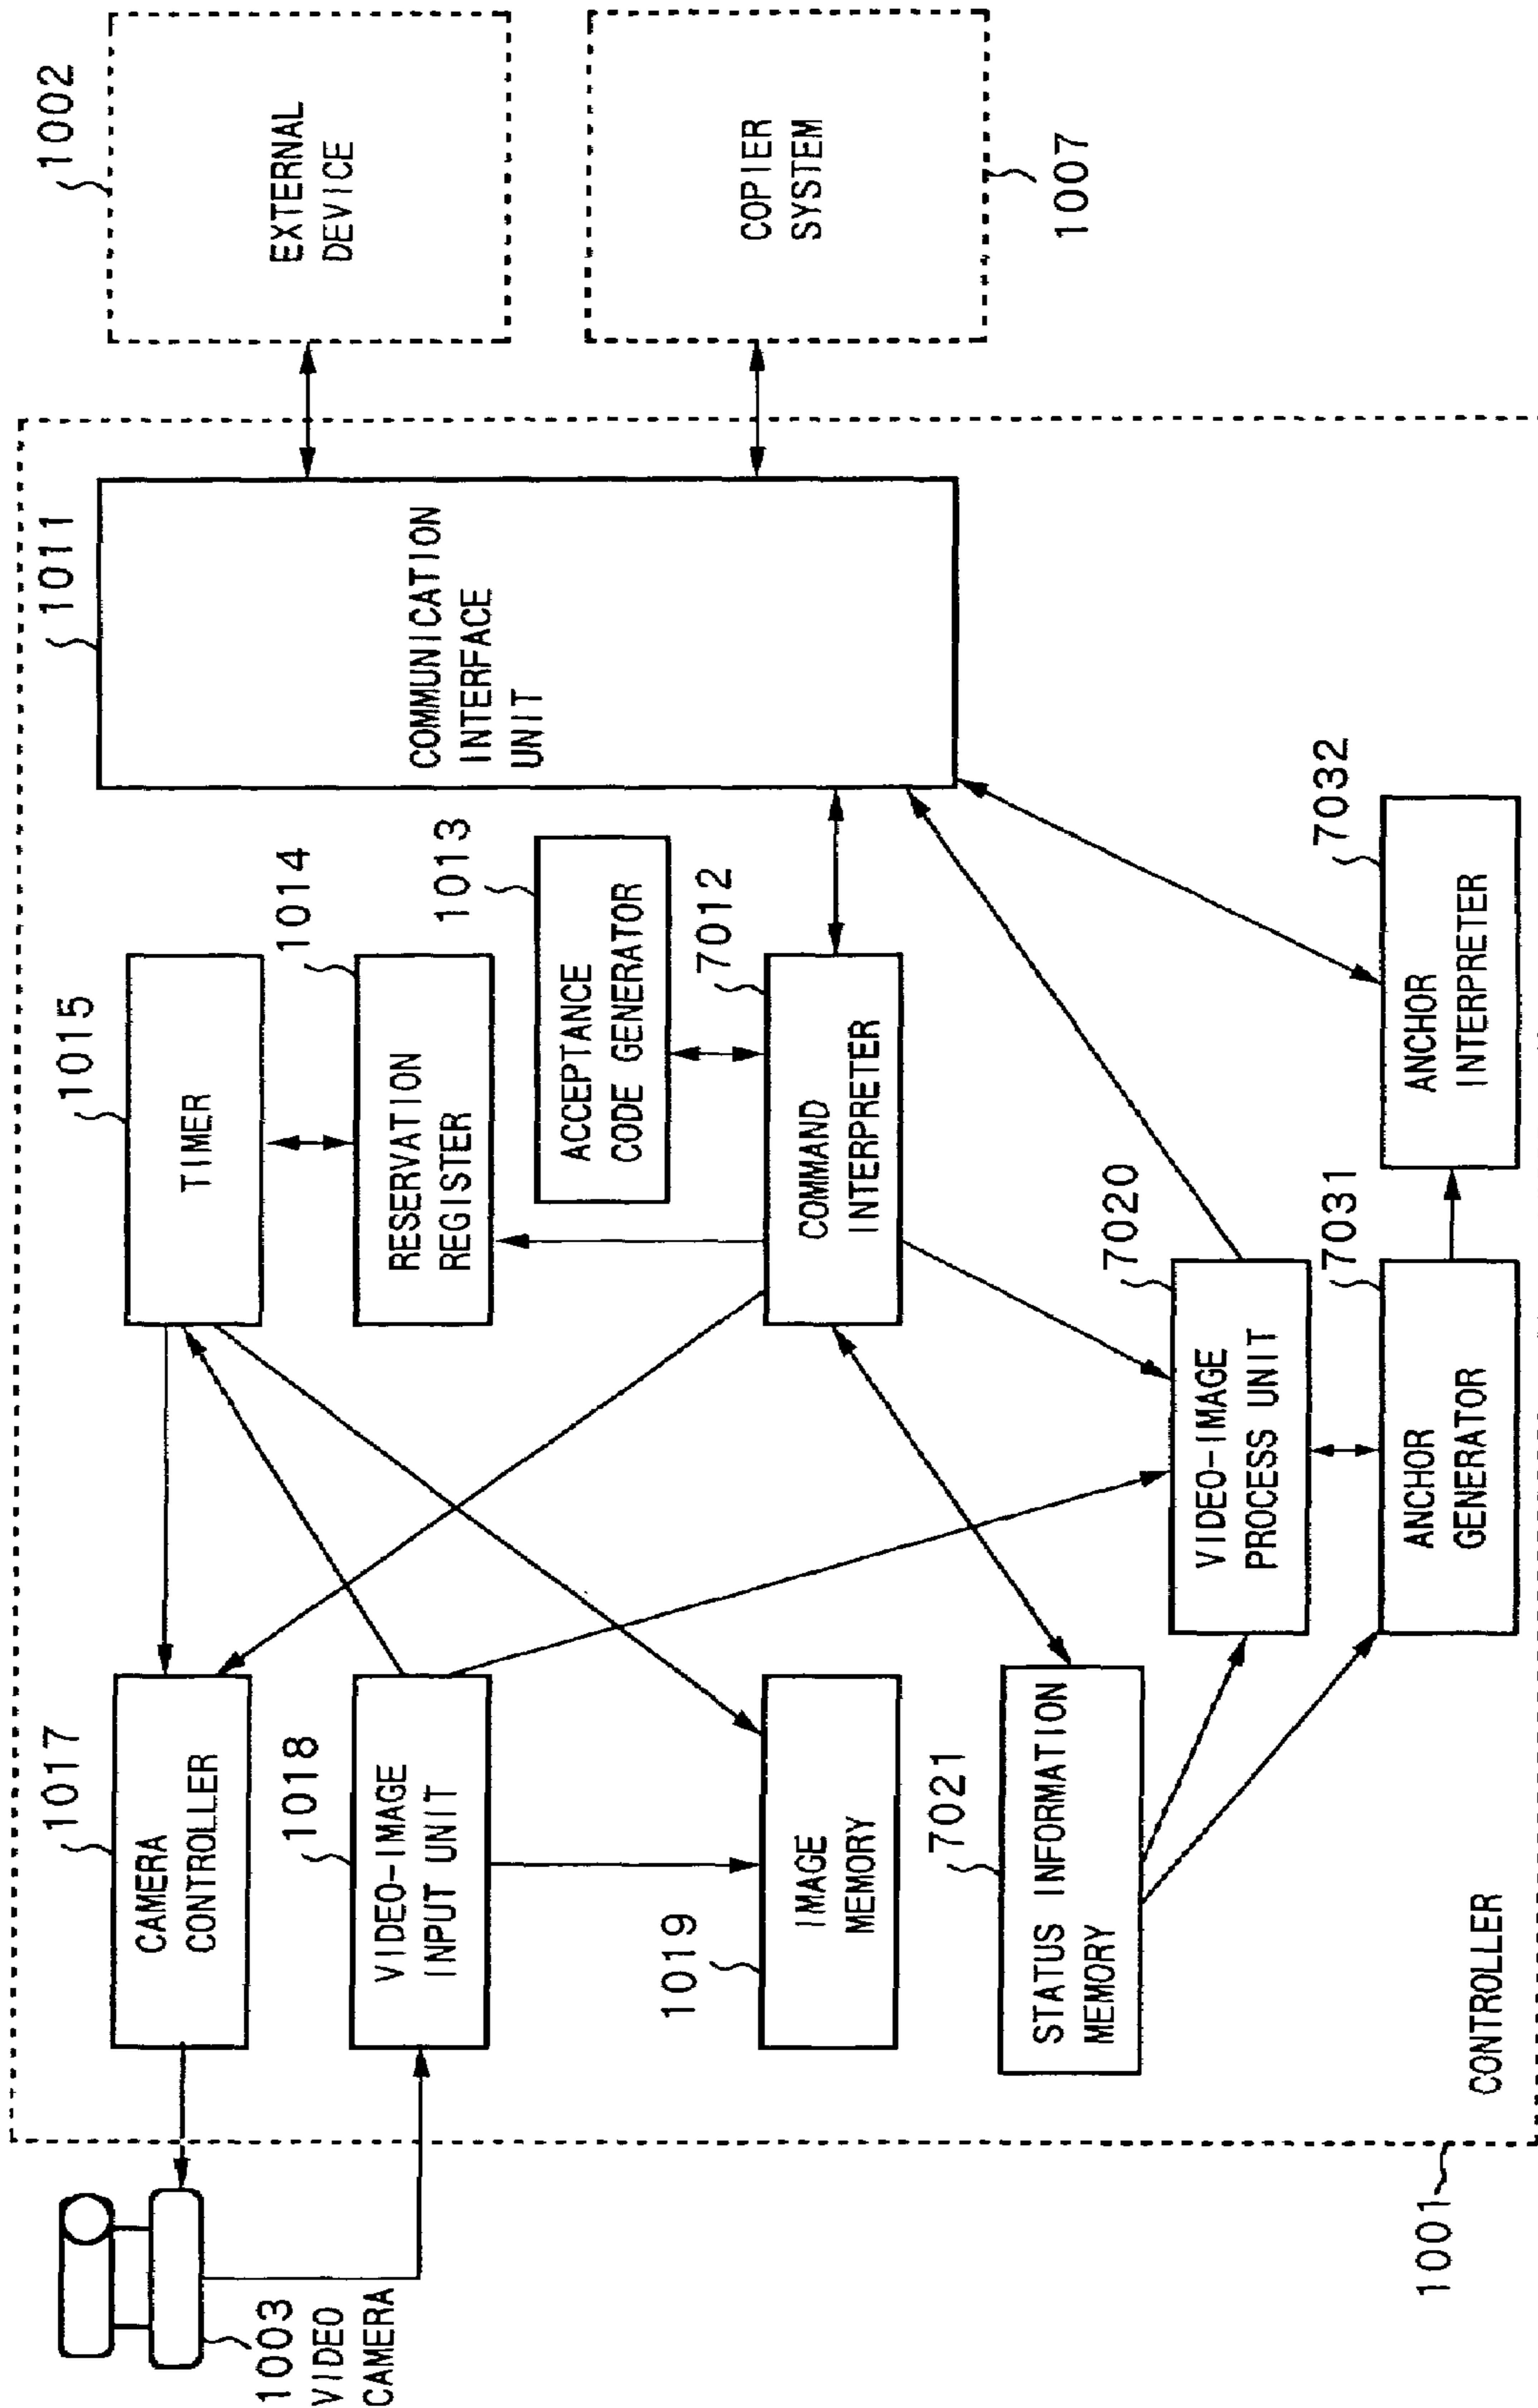 1003
VIDEO
CAMERA
1017
CAMERA
CONTROLLER
1018
VIDEO-IMAGE
INPUT UNIT
1019
IMAGE
MEMORY
7021
STATUS INFORMATION
MEMORY
CONTROLLER
1001
1015
TIMER
1014
RESERVATION
REGISTER
1013
ACCEPTANCE
CODE GENERATOR
7012
COMMAND
INTERPRETER
7020
VIDEO-IMAGE
PROCESS UNIT
7031
ANCHOR
GENERATOR
7032
ANCHOR
INTERPRETER
1011
COMMUNICATION
INTERFACE
UNIT
1002
EXTERNAL
DEVICE
COPIER
SYSTEM
1007